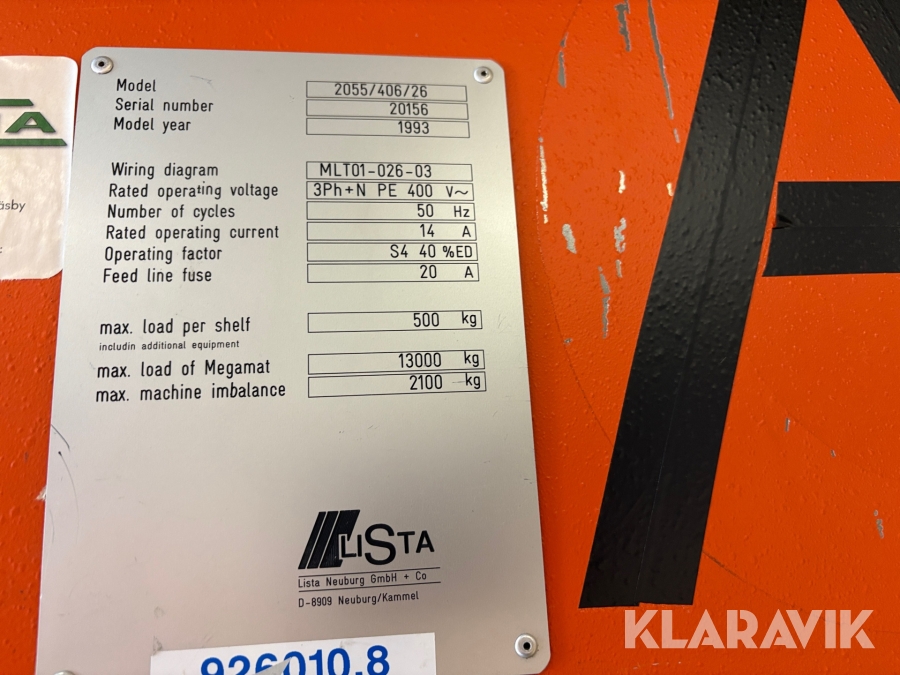 Model 2055/406/26
Serial number 20156
Model year 1993
Wiring diagram MLT01-026-03
Rated operating voltage 3Ph+N PE 400 V~
Number of cycles 50 Hz
Rated operating current 14 A
Operating factor S4 40 %ED
Feed line fuse 20 A
max. load per shelf 500 kg
includin additional equipment
max. load of Megamat 13000 kg
max. machine imbalance 2100 kg
LISTA
Lista Neuburg GmbH + Co
D-8909 Neuburg/Kammel
926010.8
A
KLARAVIK